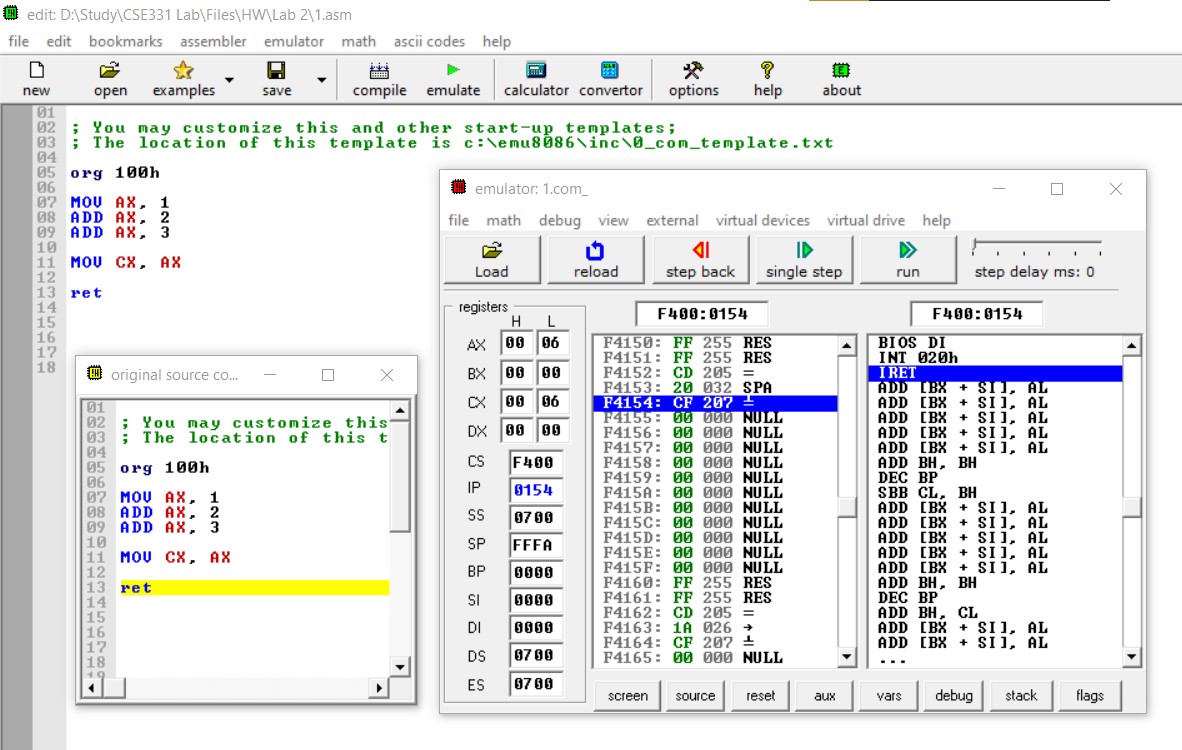 edit: D:\Study\CSE331 Lab\Files\HW\Lab 2\1.asm
file edit bookmarks assembler emulator math ascii codes help
new open examples save compile emulate calculator convertor options help about
01
02 ; You may customize this and other start-up templates;
03 ; The location of this template is c:\emu8086\inc\0_com_template.txt
04
05 org 100h
06
07 MOV AX, 1
08 ADD AX, 2
09 ADD AX, 3
10
11 MOV CX, AX
12
13 ret
14
15
16
17
18
original source co...
01
02 ; You may customize this
03 ; The location of this t
04
05 org 100h
06
07 MOV AX, 1
08 ADD AX, 2
09 ADD AX, 3
10
11 MOV CX, AX
12
13 ret
14
15
16
17
18
19
emulator: 1.com_
file math debug view external virtual devices virtual drive help
Load reload step back single step run step delay ms: 0
registers
H L
AX 00 06
BX 00 00
CX 00 06
DX 00 00
CS F400
IP 0154
SS 0700
SP FFFA
BP 0000
SI 0000
DI 0000
DS 0700
ES 0700
F400:0154
F4150: FF 255 RES
F4151: FF 255 RES
F4152: CD 205 =
F4153: 20 032 SPA
F4154: CF 207 ╧
F4155: 00 000 NULL
F4156: 00 000 NULL
F4157: 00 000 NULL
F4158: 00 000 NULL
F4159: 00 000 NULL
F415A: 00 000 NULL
F415B: 00 000 NULL
F415C: 00 000 NULL
F415D: 00 000 NULL
F415E: 00 000 NULL
F415F: 00 000 NULL
F4160: FF 255 RES
F4161: FF 255 RES
F4162: CD 205 =
F4163: 1A 026 →
F4164: CF 207 ╧
F4165: 00 000 NULL
F400:0154
BIOS DI
INT 020h
IRET
ADD [BX + SI], AL
ADD [BX + SI], AL
ADD [BX + SI], AL
ADD [BX + SI], AL
ADD [BX + SI], AL
ADD BH, BH
DEC BP
SBB CL, BH
ADD [BX + SI], AL
ADD [BX + SI], AL
ADD [BX + SI], AL
ADD [BX + SI], AL
ADD [BX + SI], AL
ADD BH, BH
DEC BP
ADD BH, CL
ADD [BX + SI], AL
ADD [BX + SI], AL
...
screen source reset aux vars debug stack flags